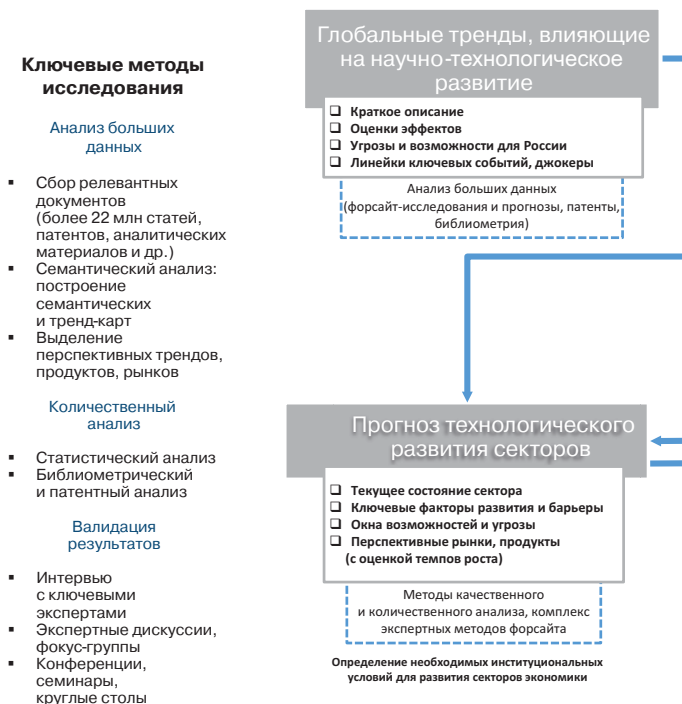 Ключевые методы
исследования
Анализ больших
данных
▪ Сбор релевантных
документов
(более 22 млн статей,
патентов, аналитических
материалов и др.)
▪ Семантический анализ:
построение
семантических
и тренд-карт
▪ Выделение
перспективных трендов,
продуктов, рынков
Количественный
анализ
▪ Статистический анализ
▪ Библиометрический
и патентный анализ
Валидация
результатов
▪ Интервью
с ключевыми
экспертами
▪ Экспертные дискуссии,
фокус-группы
▪ Конференции,
семинары,
круглые столы
Глобальные тренды, влияющие
на научно-технологическое
развитие
❑ Краткое описание
❑ Оценки эффектов
❑ Угрозы и возможности для России
❑ Линейки ключевых событий, джокеры
Анализ больших данных
(форсайт-исследования и прогнозы, патенты,
библиометрия)
Прогноз технологического
развития секторов
❑ Текущее состояние сектора
❑ Ключевые факторы развития и барьеры
❑ Окна возможностей и угрозы
❑ Перспективные рынки, продукты
(с оценкой темпов роста)
Методы качественного
и количественного анализа, комплекс
экспертных методов форсайта
Определение необходимых институциональных
условий для развития секторов экономики